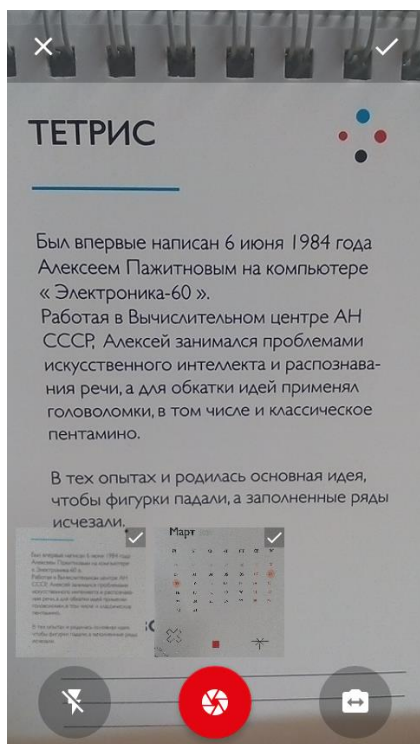 ТЕТРИС
Был впервые написан 6 июня 1984 года
Алексеем Пажитновым на компьютере
« Электроника-60 ».
Работая в Вычислительном центре АН
СССР, Алексей занимался проблемами
искусственного интеллекта и распознава-
ния речи, а для обкатки идей применял
головоломки, в том числе и классическое
пентамино.
В тех опытах и родилась основная идея,
чтобы фигурки падали, а заполненные ряды
исчезали.
Март